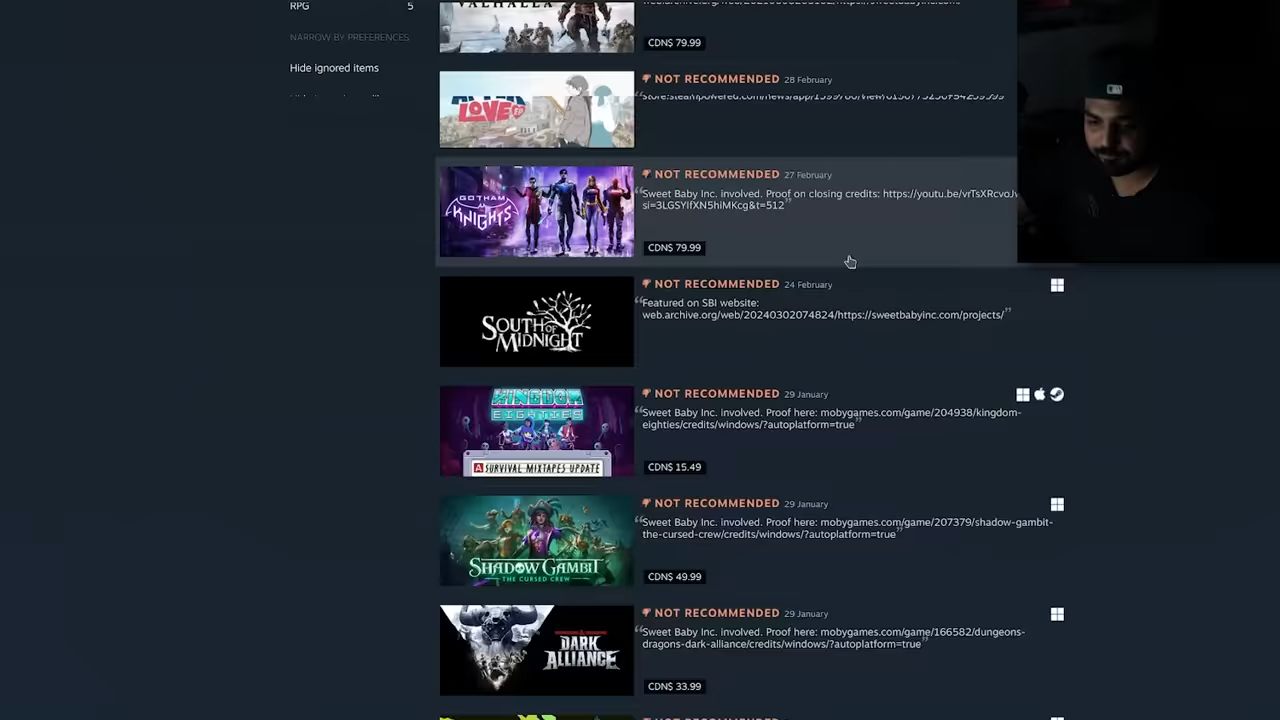 RPG 5
NARROW BY PREFERENCES
Hide ignored items
VALHALLA
CDN$ 79.99
LOVE
NOT RECOMMENDED 28 February
GOTHAM
KNIGHTS
NOT RECOMMENDED 27 February
“Sweet Baby Inc. involved. Proof on closing credits: https://youtu.be/vrTsXRcvoJ
si=3LGSYIfXN5hiMKcg&t=512”
CDN$ 79.99
SOUTH OF
MIDNIGHT
NOT RECOMMENDED 24 February
“Featured on SBI website:
web.archive.org/web/20240302074824/https://sweetbabyinc.com/projects/”
KINGDOM
EIGHTIES
A SURVIVAL MIXTAPES UPDATE
NOT RECOMMENDED 29 January
“Sweet Baby Inc. involved. Proof here: mobygames.com/game/204938/kingdom-
eighties/credits/windows/?autoplatform=true”
CDN$ 15.49
SHADOW GAMBIT
THE CURSED CREW
NOT RECOMMENDED 29 January
“Sweet Baby Inc. involved. Proof here: mobygames.com/game/207379/shadow-gambit-
the-cursed-crew/credits/windows/?autoplatform=true”
CDN$ 49.99
DARK
ALLIANCE
NOT RECOMMENDED 29 January
“Sweet Baby Inc. involved. Proof here: mobygames.com/game/166582/dungeons-
dragons-dark-alliance/credits/windows/?autoplatform=true”
CDN$ 33.99